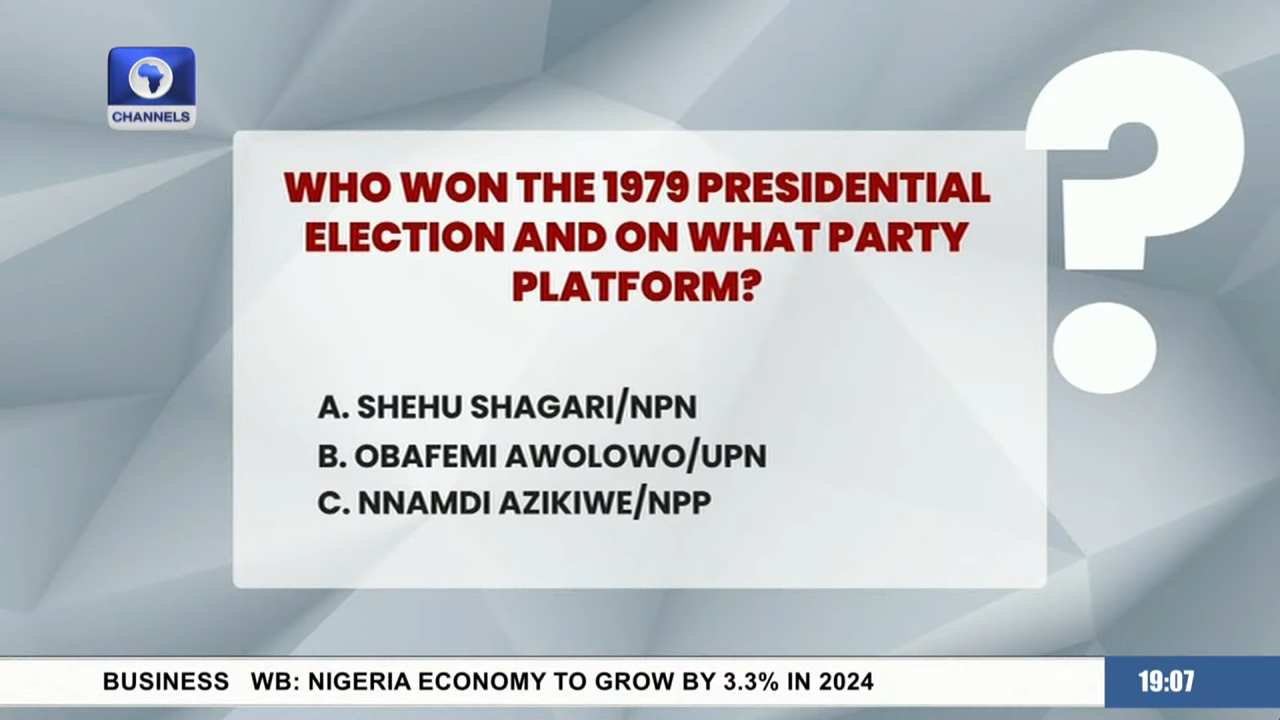 CHANNELS
WHO WON THE 1979 PRESIDENTIAL
ELECTION AND ON WHAT PARTY
PLATFORM?
A. SHEHU SHAGARI/NPN
B. OBAFEMI AWOLOWO/UPN
C. NNAMDI AZIKIWE/NPP
?
BUSINESS WB: NIGERIA ECONOMY TO GROW BY 3.3% IN 2024 19:07